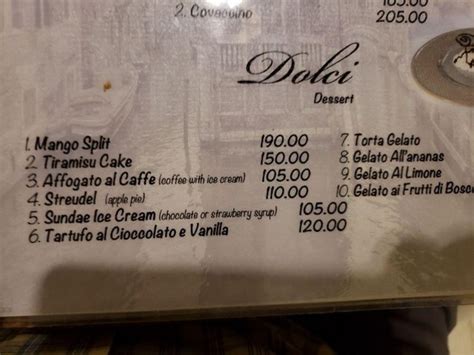 2. Covaccino
205.00
Dolci
Dessert
1. Mango Split 190.00
2. Tiramisu Cake 150.00
3. Affogato al Caffe (coffee with ice cream) 105.00
4. Streudel (apple pie) 110.00
5. Sundae Ice Cream (chocolate or strawberry syrup) 105.00
6. Tartufo al Cioccolato e Vanilla 120.00
7. Torta Gelato
8. Gelato All'ananas
9. Gelato Al Limone
10. Gelato ai Frutti di Bosco